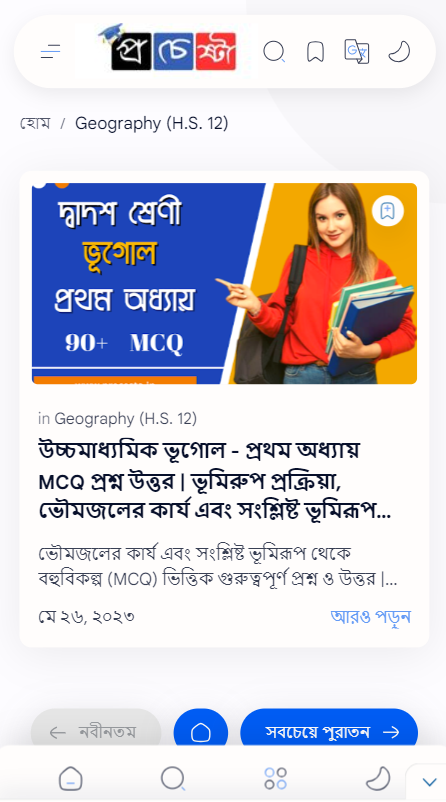 প্রচেষ্টা
হোম / Geography (H.S. 12)
দ্বাদশ শ্রেণী
ভূগোল
প্রথম অধ্যায়
90+ MCQ
in Geography (H.S. 12)
উচ্চমাধ্যমিক ভূগোল - প্রথম অধ্যায়
MCQ প্রশ্ন উত্তর | ভূমিরুপ প্রক্রিয়া,
ভৌমজলের কার্য এবং সংশ্লিষ্ট ভূমিরূপ...
ভৌমজলের কার্য এবং সংশ্লিষ্ট ভূমিরূপ থেকে
বহুবিকল্প (MCQ) ভিত্তিক গুরুত্বপূর্ণ প্রশ্ন ও উত্তর |...
মে ২৬, ২০২৩ আরও পড়ুন
নবীনতম সবচেয়ে পুরাতন